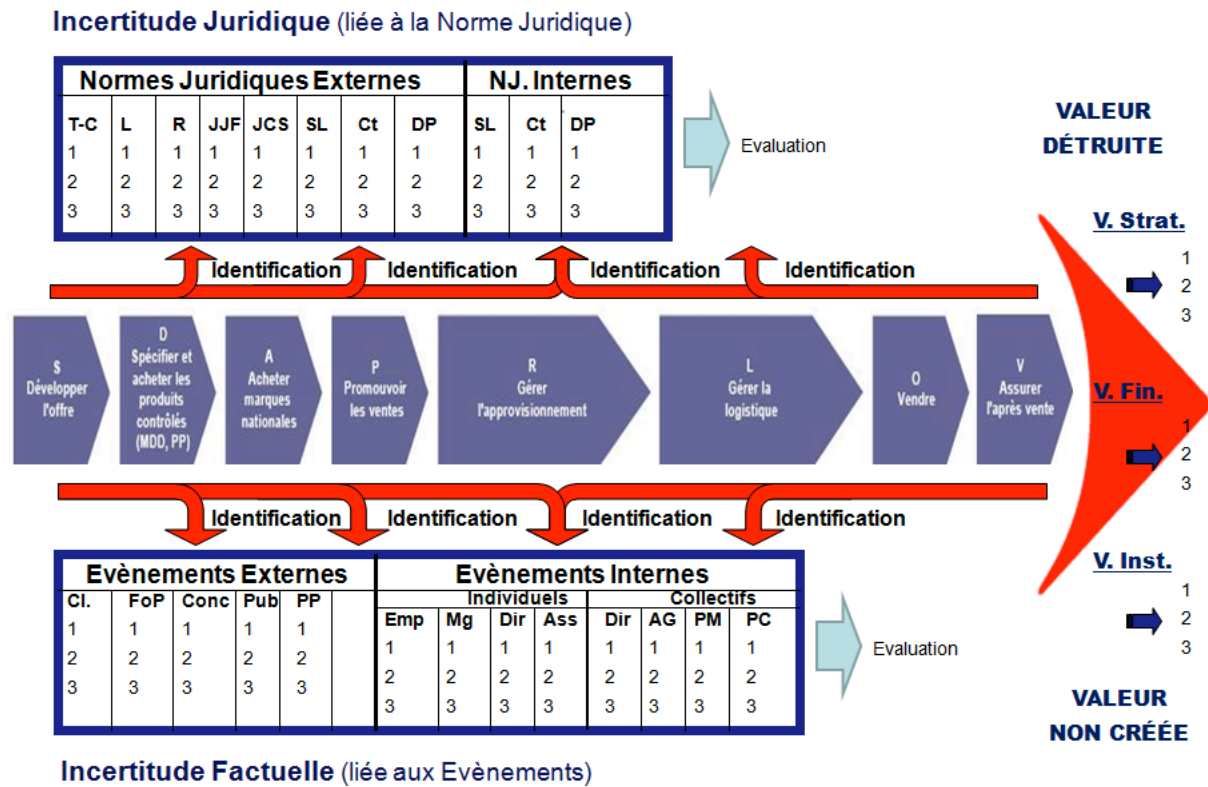 Incertitude Juridique (liée à la Norme Juridique)
Normes Juridiques Externes NJ. Internes
T-C L R JJF JCS SL Ct DP SL Ct DP
1 1 1 1 1 1 1 1 1 1 1
2 2 2 2 2 2 2 2 2 2 2
3 3 3 3 3 3 3 3 3 3 3
Evaluation
VALEUR
DÉTRUITE
Identification Identification Identification Identification
S
Développer
l'offre
D
Spécifier et
acheter les
produits
contrôlés
(MDD, PP)
A
Acheter
marques
nationales
P
Promouvoir
les ventes
R
Gérer
l'approvisionnement
L
Gérer la
logistique
O
Vendre
V
Assurer
l'après vente
V. Strat.
1
2
3
V. Fin.
1
2
3
V. Inst.
1
2
3
Identification Identification Identification Identification
Evènements Externes Evènements Internes
Individuels Collectifs
Cl. FoP Conc Pub PP
1 1 1 1 1
2 2 2 2 2
3 3 3 3 3
Emp Mg Dir Ass Dir AG PM PC
1 1 1 1 1 1 1 1
2 2 2 2 2 2 2 2
3 3 3 3 3 3 3 3
Evaluation
VALEUR
NON CRÉÉE
Incertitude Factuelle (liée aux Evènements)